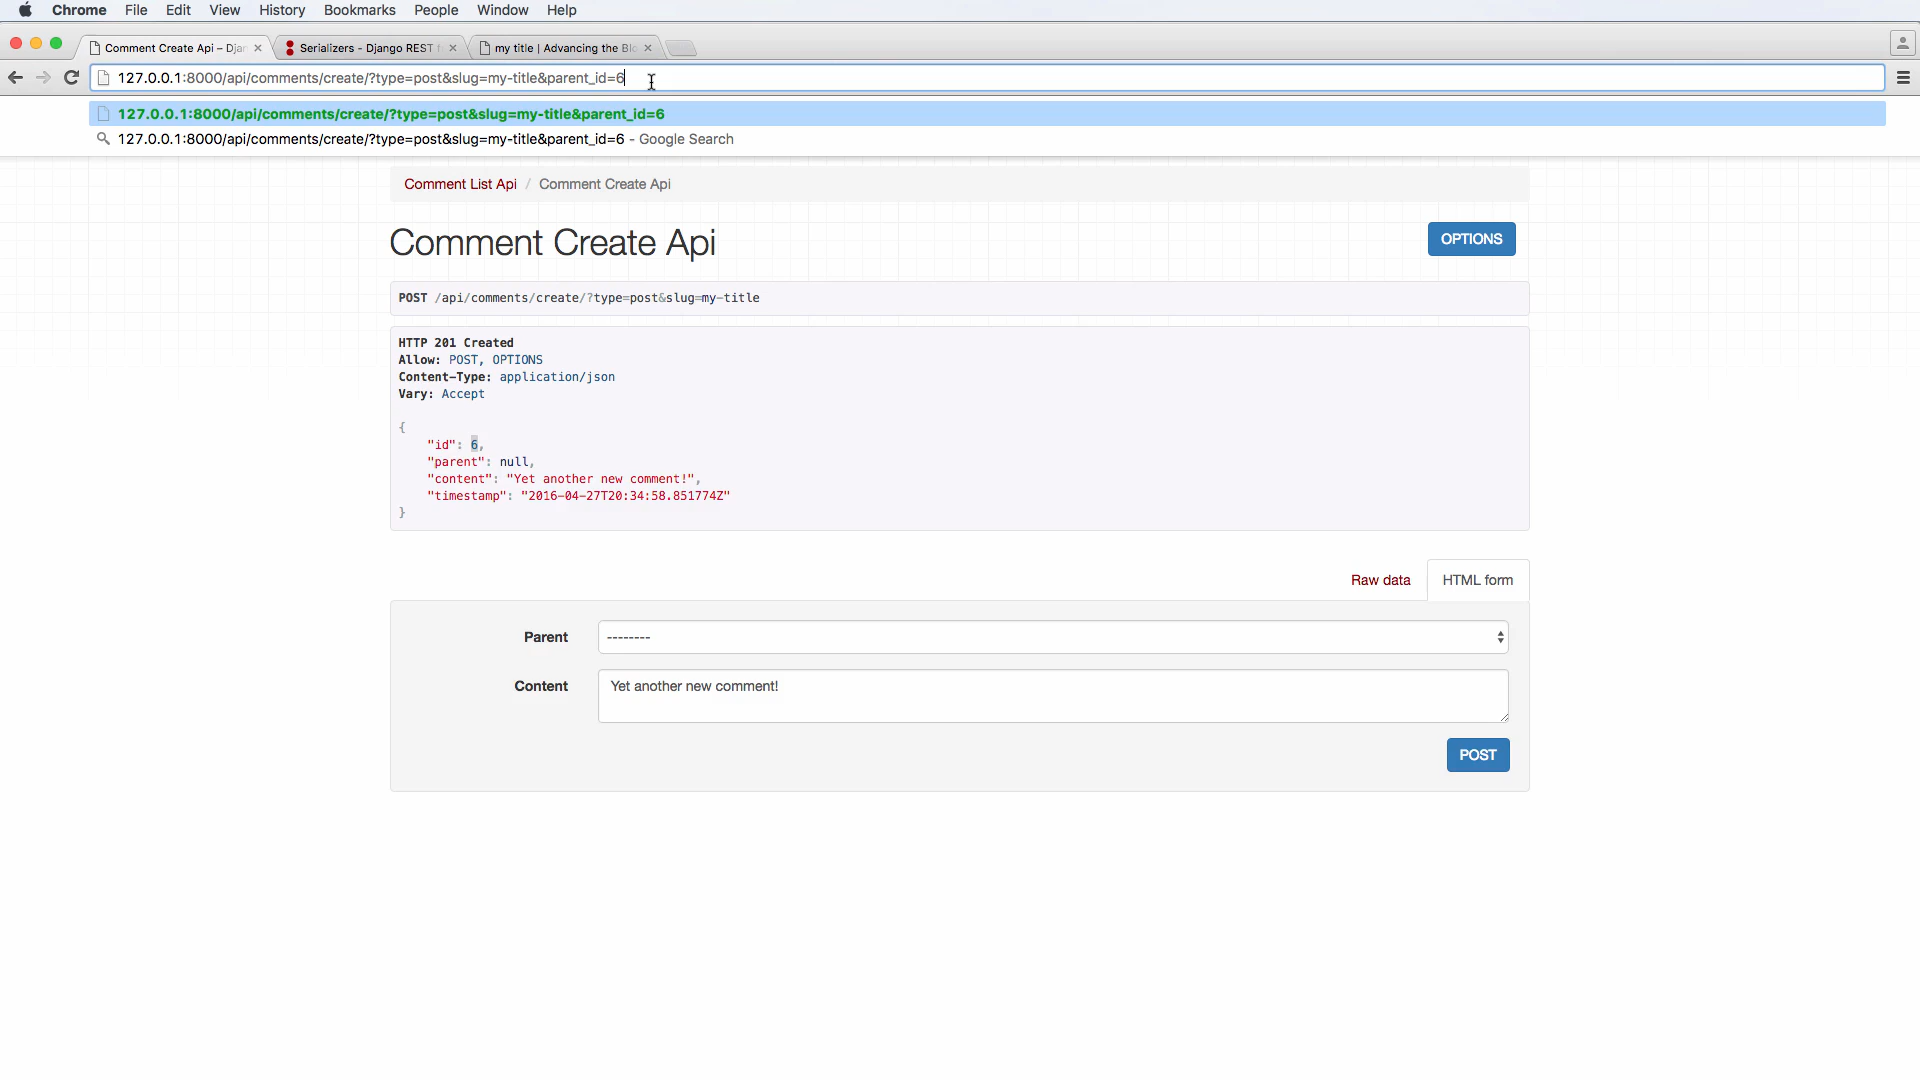 Chrome File Edit View History Bookmarks People Window Help
Comment Create Api – Djan
Serializers - Django REST f
my title | Advancing the Blo
127.0.0.1:8000/api/comments/create/?type=post&slug=my-title&parent_id=6
127.0.0.1:8000/api/comments/create/?type=post&slug=my-title&parent_id=6
127.0.0.1:8000/api/comments/create/?type=post&slug=my-title&parent_id=6 - Google Search
Comment List Api / Comment Create Api
Comment Create Api
OPTIONS
POST /api/comments/create/?type=post&slug=my-title
HTTP 201 Created
Allow: POST, OPTIONS
Content-Type: application/json
Vary: Accept
{
"id": 6,
"parent": null,
"content": "Yet another new comment!",
"timestamp": "2016-04-27T20:34:58.851774Z"
}
Raw data
HTML form
Parent
--------
Content
Yet another new comment!
POST